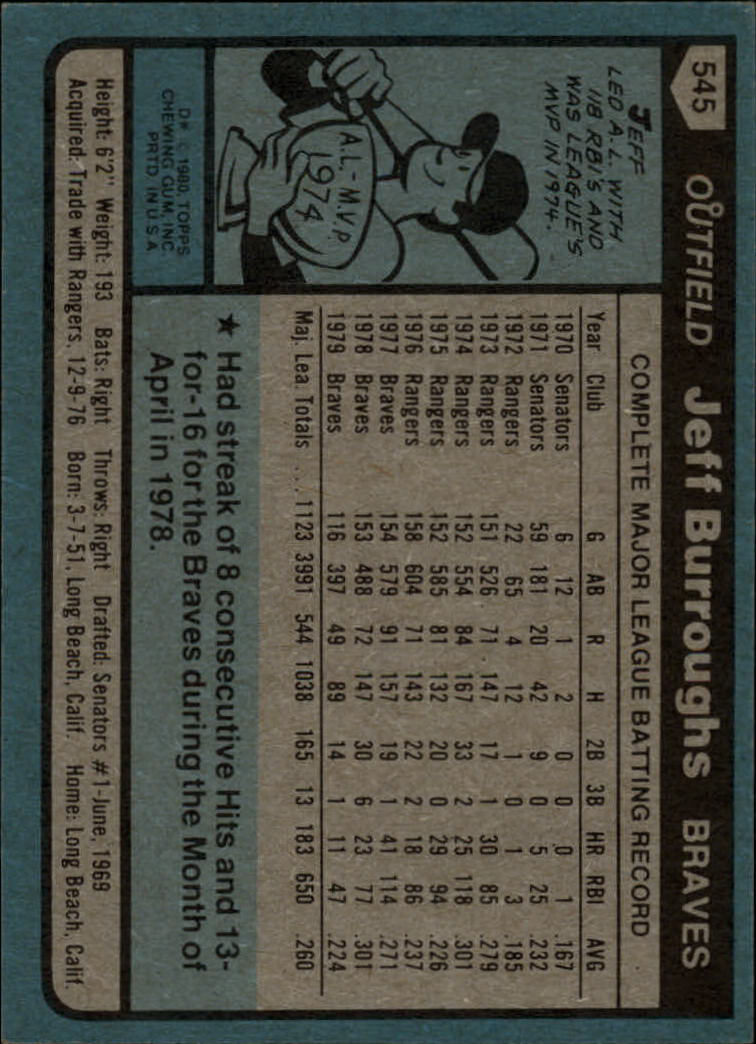 545 OUTFIELD Jeff Burroughs BRAVES
JEFF
LED A.L. WITH
118 RBI'S AND
WAS LEAGUE'S
MVP IN 1974.
A.L.-M.V.P.
1974
D* © 1980, TOPPS
CHEWING GUM, INC.
PRTD. IN U.S.A.
COMPLETE MAJOR LEAGUE BATTING RECORD
Year Club G AB R H 2B 3B HR RBI AVG
1970 Senators 6 12 1 2 0 0 0 1 .167
1971 Senators 59 181 20 42 9 0 5 25 .232
1972 Rangers 22 65 4 12 1 0 1 3 .185
1973 Rangers 151 526 71 147 17 1 30 85 .279
1974 Rangers 152 554 84 167 33 2 25 118 .301
1975 Rangers 152 585 81 132 20 0 29 94 .226
1976 Rangers 158 604 71 143 22 2 18 86 .237
1977 Braves 154 579 91 157 19 1 41 114 .271
1978 Braves 153 488 72 147 30 6 23 77 .301
1979 Braves 116 397 49 89 14 1 11 47 .224
Maj. Lea. Totals ... 1123 3991 544 1038 165 13 183 650 .260
★ Had streak of 8 consecutive Hits and 13-
for-16 for the Braves during the Month of
April in 1978.
Height: 6'2" Weight: 193 Bats: Right Throws: Right Drafted: Senators #1-June, 1969
Acquired: Trade with Rangers, 12-9-76 Born: 3-7-51, Long Beach, Calif. Home: Long Beach, Calif.